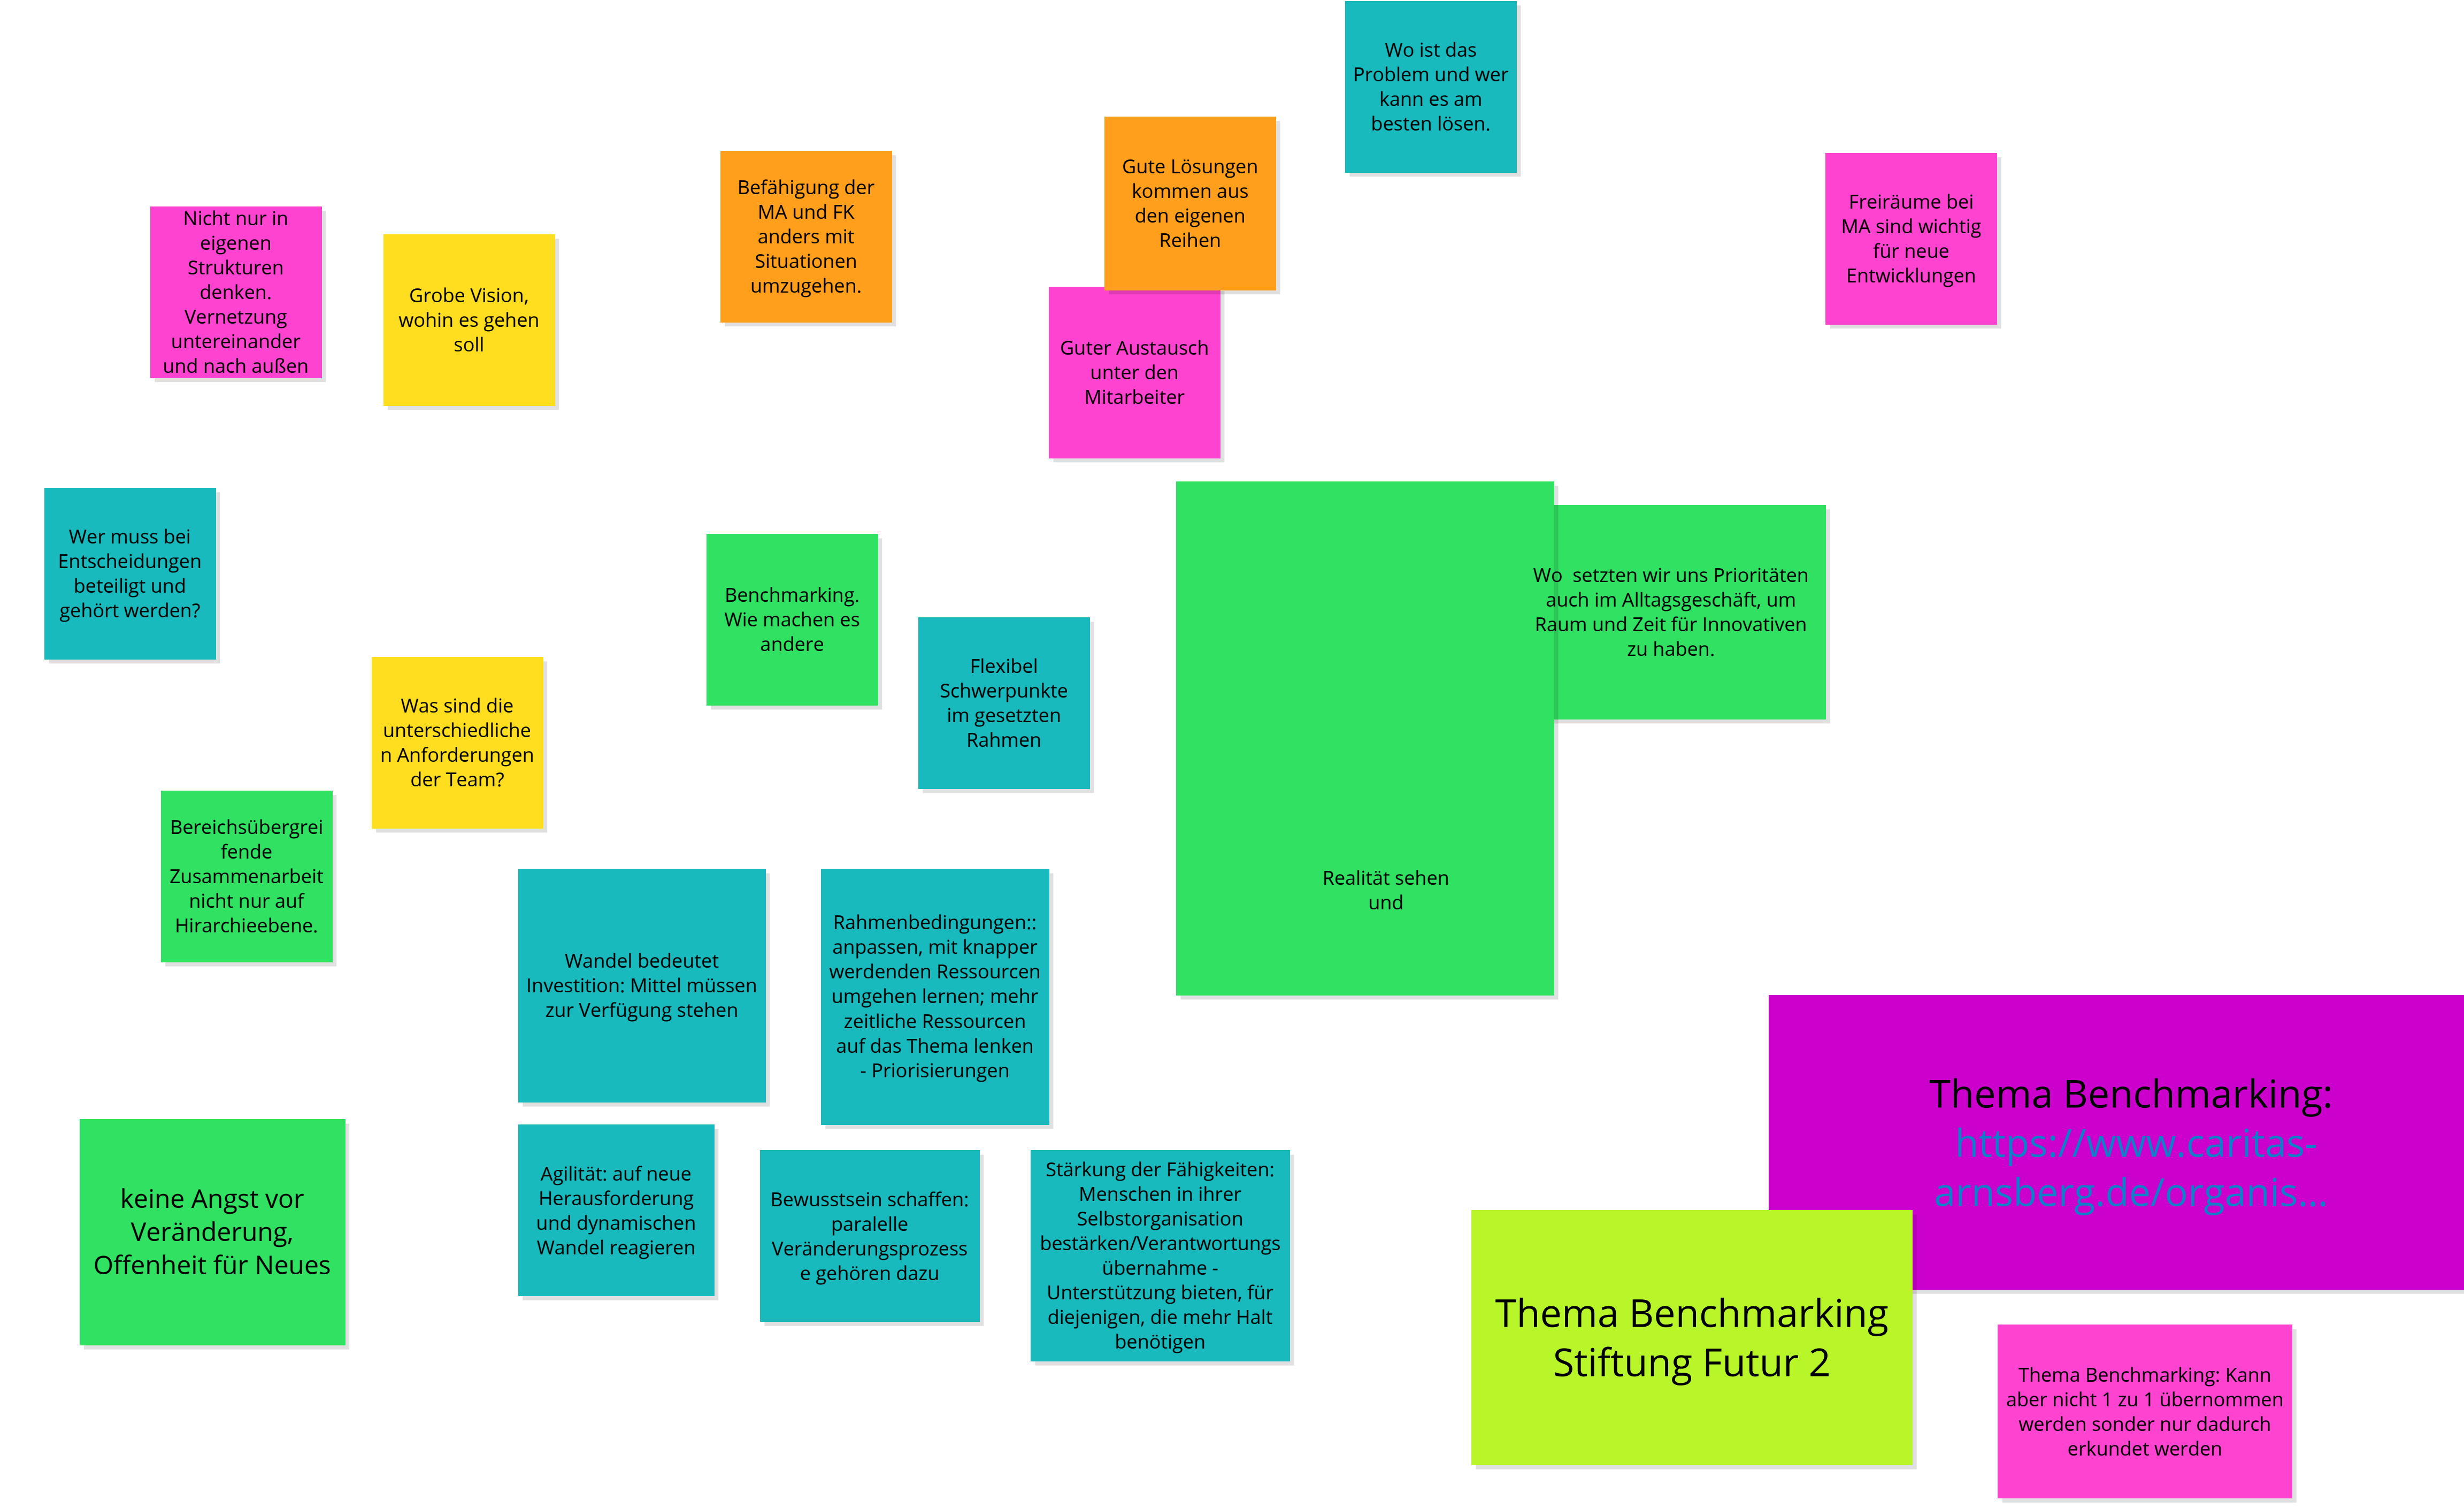 Wo ist das
Problem und wer
kann es am
besten lösen.
Gute Lösungen
kommen aus
den eigenen
Reihen
Befähigung der
MA und FK
anders mit
Situationen
umzugehen.
Freiräume bei
MA sind wichtig
für neue
Entwicklungen
Nicht nur in
eigenen
Strukturen
denken.
Vernetzung
untereinander
und nach außen
Grobe Vision,
wohin es gehen
soll
Guter Austausch
unter den
Mitarbeiter
Wer muss bei
Entscheidungen
beteiligt und
gehört werden?
Benchmarking.
Wie machen es
andere
Wo  setzten wir uns Prioritäten
auch im Alltagsgeschäft, um
Raum und Zeit für Innovativen
zu haben.
Flexibel
Schwerpunkte
im gesetzten
Rahmen
Was sind die
unterschiedliche
n Anforderungen
der Team?
Bereichsübergrei
fende
Zusammenarbeit
nicht nur auf
Hirarchieebene.
Realität sehen
und
Wandel bedeutet
Investition: Mittel müssen
zur Verfügung stehen
Rahmenbedingungen::
anpassen, mit knapper
werdenden Ressourcen
umgehen lernen; mehr
zeitliche Ressourcen
auf das Thema lenken
- Priorisierungen
Thema Benchmarking:
https://www.caritas-
arnsberg.de/organis...
keine Angst vor
Veränderung,
Offenheit für Neues
Agilität: auf neue
Herausforderung
und dynamischen
Wandel reagieren
Bewusstsein schaffen:
paralelle
Veränderungsprozess
e gehören dazu
Stärkung der Fähigkeiten:
Menschen in ihrer
Selbstorganisation
bestärken/Verantwortungs
übernahme -
Unterstützung bieten, für
diejenigen, die mehr Halt
benötigen
Thema Benchmarking
Stiftung Futur 2
Thema Benchmarking: Kann
aber nicht 1 zu 1 übernommen
werden sonder nur dadurch
erkundet werden